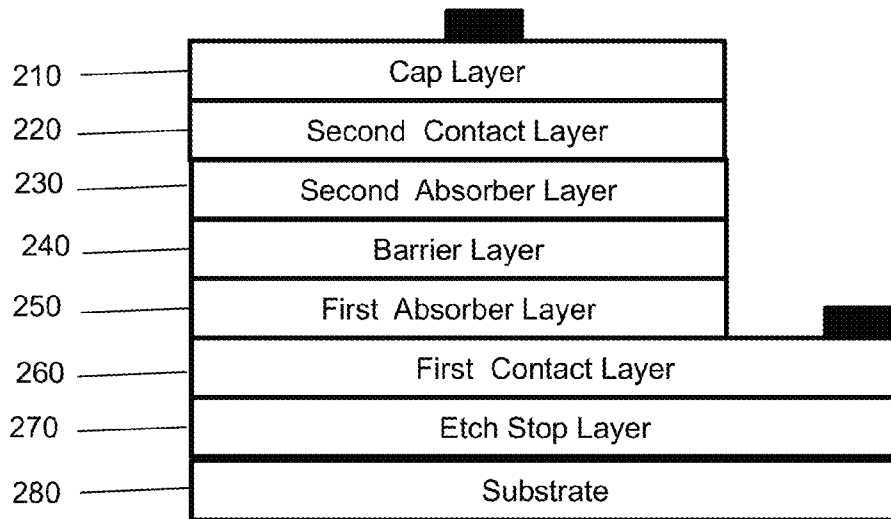 210 Cap Layer
220 Second Contact Layer
230 Second Absorber Layer
240 Barrier Layer
250 First Absorber Layer
260 First Contact Layer
270 Etch Stop Layer
280 Substrate